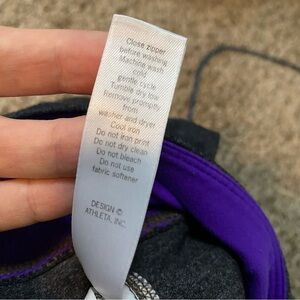 Close zipper
before washing
Machine wash
cold
gentle cycle
Tumble dry low
Remove promptly
from
washer and dryer
Cool iron
Do not iron print
Do not dry clean
Do not bleach
Do not use
fabric softener
DESIGN ©
ATHLETA, INC.